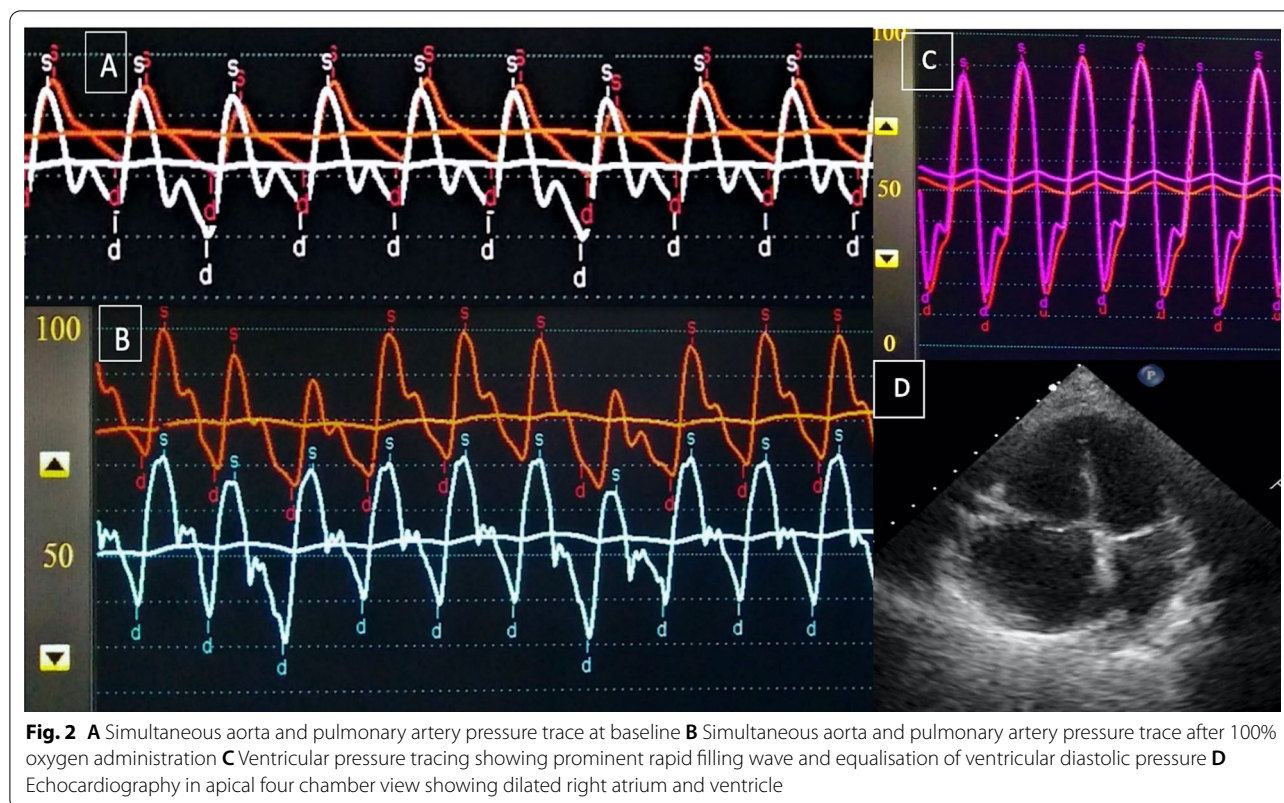 A
s s s s s s s s s s s s s s s s s s
d d d d d d d d d
d d d d d d d d d
C
100
s s s s s s
50
d d d d d d
d d d d
0
B
100
s s s s s s s s
s s s s s s s s s s
50
d d d d d d d d d
d d d d d d d d d d
D
P
Fig. 2 A Simultaneous aorta and pulmonary artery pressure trace at baseline B Simultaneous aorta and pulmonary artery pressure trace after 100%
oxygen administration C Ventricular pressure tracing showing prominent rapid filling wave and equalisation of ventricular diastolic pressure D
Echocardiography in apical four chamber view showing dilated right atrium and ventricle